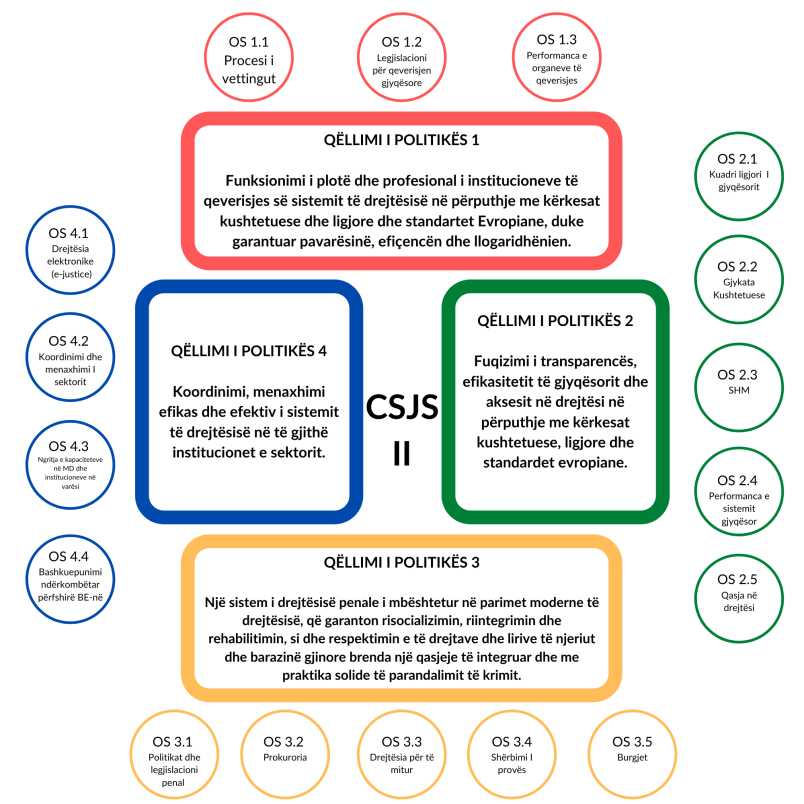 OS 1.1
Procesi i
vettingut
OS 1.2
Legjislacioni
për qeverisjen
gjyqësore
OS 1.3
Performanca e
organeve të
qeverisjes
QËLLIMI I POLITIKËS 1
Funksionimi i plotë dhe profesional i institucioneve të
qeverisjes së sistemit të drejtësisë në përputhje me kërkesat
kushtetuese dhe ligjore dhe standartet Evropiane, duke
garantuar pavarësinë, efiçencën dhe llogaridhënien.
OS 4.1
Drejtësia
elektronike
(e-justice)
OS 4.2
Koordinimi dhe
menaxhimi I
sektorit
OS 4.3
Ngritja e kapaciteteve
në MD dhe
institucioneve në
varësi
OS 4.4
Bashkuepunimi
ndërkombëtar
përfshirë BE-në
QËLLIMI I POLITIKËS 4
Koordinimi, menaxhimi
efikas dhe efektiv i sistemit
të drejtësisë në të gjithë
institucionet e sektorit.
CSJS
II
QËLLIMI I POLITIKËS 2
Fuqizimi i transparencës,
efikasitetit të gjyqësorit dhe
aksesit në drejtësi në
përputhje me kërkesat
kushtetuese, ligjore dhe
standardet evropiane.
OS 2.1
Kuadri ligjori I
gjyqësorit
OS 2.2
Gjykata
Kushtetuese
OS 2.3
SHM
OS 2.4
Performanca e
sistemit
gjyqësor
OS 2.5
Qasja në
drejtësi
QËLLIMI I POLITIKËS 3
Një sistem i drejtësisë penale i mbështetur në parimet moderne të
drejtësisë, që garanton risocializimin, riintegrimin dhe
rehabilitimin, si dhe respektimin e të drejtave dhe lirive të njeriut
dhe barazinë gjinore brenda një qasjeje të integruar dhe me
praktika solide të parandalimit të krimit.
OS 3.1
Politikat dhe
legjislacioni
penal
OS 3.2
Prokuroria
OS 3.3
Drejtësia për të
mitur
OS 3.4
Shërbimi I
provës
OS 3.5
Burgjet